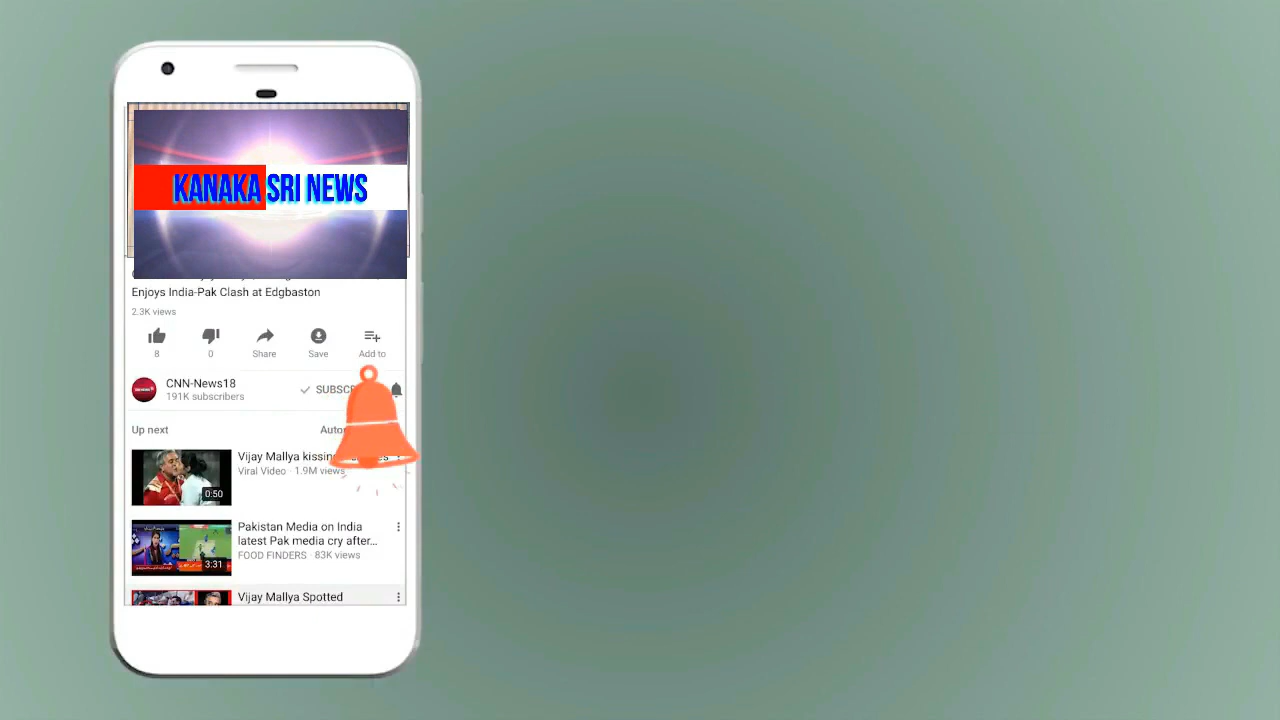 KANAKA SRI NEWS
Enjoys India-Pak Clash at Edgbaston
2.3K views
8
0
Share
Save
Add to
CNN-News18
191K subscribers
Up next
Vijay Mallya
Viral Video · 1.9M views
0:50
Pakistan Media on India
latest Pak media cry after...
FOOD FINDERS · 83K views
3:31
Vijay Mallya Spotted